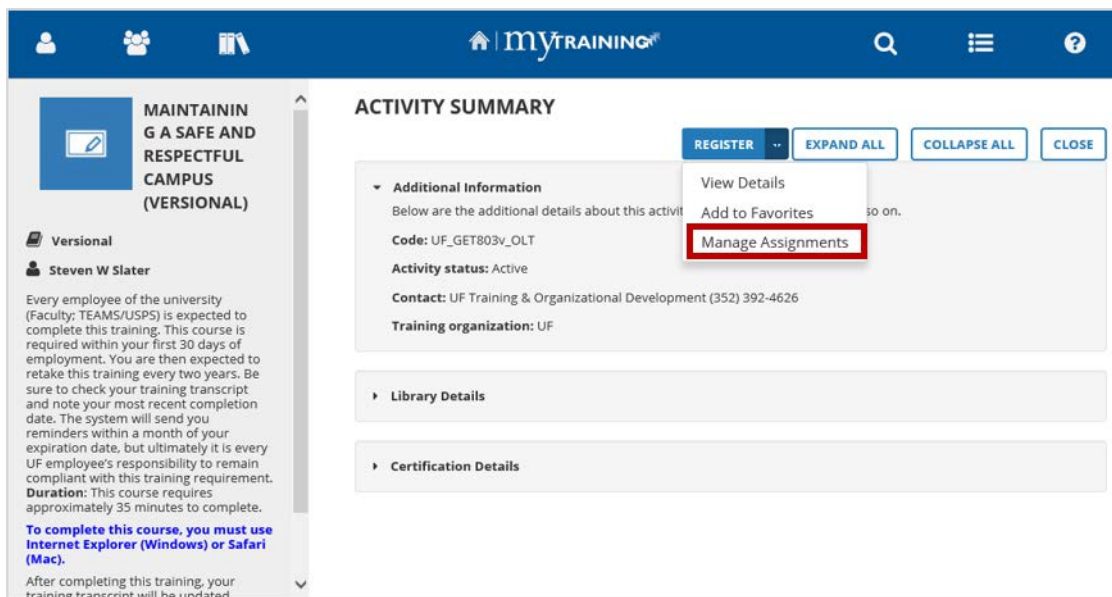 myTRAINING
MAINTAININ
G A SAFE AND
RESPECTFUL
CAMPUS
(VERSIONAL)
Versional
Steven W Slater
Every employee of the university
(Faculty; TEAMS/USPS) is expected to
complete this training. This course is
required within your first 30 days of
employment. You are then expected to
retake this training every two years. Be
sure to check your training transcript
and note your most recent completion
date. The system will send you
reminders within a month of your
expiration date, but ultimately it is every
UF employee's responsibility to remain
compliant with this training requirement.
Duration: This course requires
approximately 35 minutes to complete.
To complete this course, you must use
Internet Explorer (Windows) or Safari
(Mac).
After completing this training, your
training transcript will be updated
ACTIVITY SUMMARY
REGISTER ·· EXPAND ALL COLLAPSE ALL CLOSE
View Details
Add to Favorites
Manage Assignments
Additional Information
Below are the additional details about this activit so on.
Code: UF_GET803v_OLT
Activity status: Active
Contact: UF Training & Organizational Development (352) 392-4626
Training organization: UF
Library Details
Certification Details